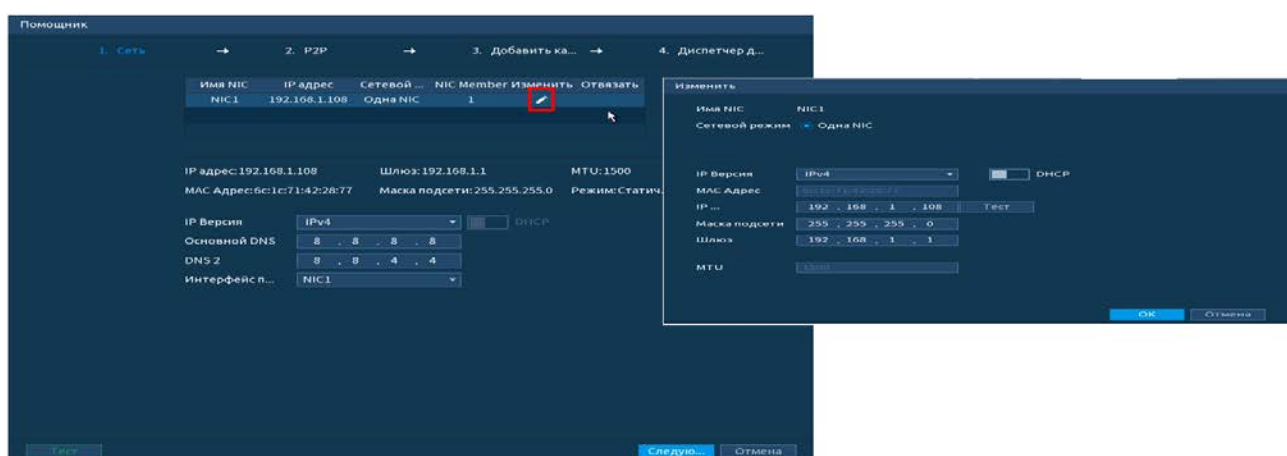 Помощник
1. Сеть → 2. P2P → 3. Добавить ка... → 4. Диспетчер д...
Имя NIC IP адрес Сетевой ... NIC Member Изменить Отвязать
NIC1 192.168.1.108 Одна NIC 1
IP адрес:192.168.1.108 Шлюз:192.168.1.1 MTU:1500
MAC Адрес:6c:1c:71:42:28:77 Маска подсети:255.255.255.0 Режим:Статич.
IP Версия IPv4 DHCP
Основной DNS 8 . 8 . 8 . 8
DNS 2 8 . 8 . 4 . 4
Интерфейс п... NIC1
Тест Следую... Отмена
Изменить
Имя NIC NIC1
Сетевой режим Одна NIC
IP Версия IPv4 DHCP
MAC Адрес
IP ... 192 . 168 . 1 . 108 Тест
Маска подсети 255 . 255 . 255 . 0
Шлюз 192 . 168 . 1 . 1
MTU 1500
OK Отмена